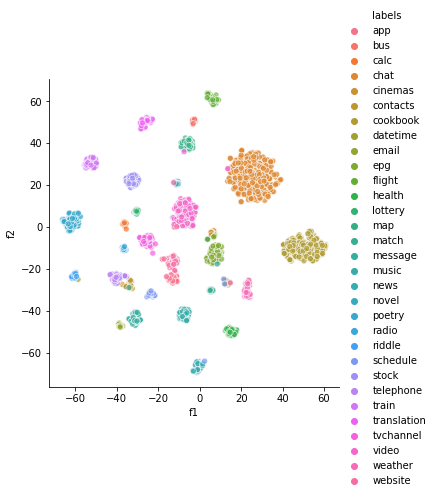 labels
app
bus
calc
chat
cinemas
contacts
cookbook
datetime
email
epg
flight
health
lottery
map
match
message
music
news
novel
poetry
radio
riddle
schedule
stock
telephone
train
translation
tvchannel
video
weather
website
60
40
20
0
−20
−40
−60
f2
−60 −40 −20 0 20 40 60
f1